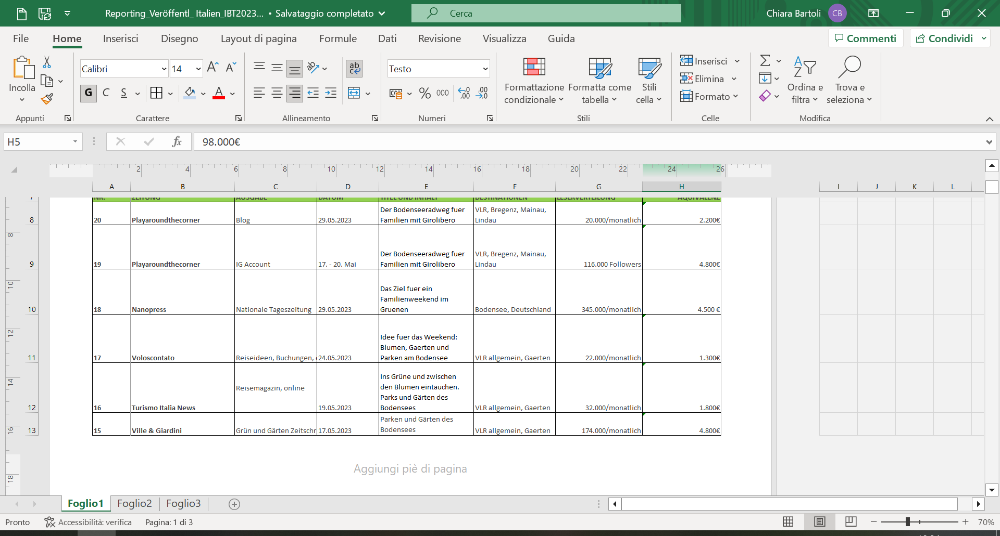 Reporting_Veröffentl_ Italien_IBT2023... • Salvataggio completato
Cerca
Chiara Bartoli CB
File Home Inserisci Disegno Layout di pagina Formule Dati Revisione Visualizza Guida
Commenti Condividi
Incolla
Appunti
Calibri 14
G C S
Carattere
Allineamento
Testo
% 000
Numeri
Formattazione condizionale
Formatta come tabella
Stili cella
Stili
Inserisci
Elimina
Formato
Celle
Ordina e filtra
Trova e seleziona
Modifica
H5 fx 98.000€
2 4 6 8 10 12 14 16 18 20 22 24 26
A B C D E F G H I J K L
7 NR. ZEITUNG AUSGABE DATUM TITEL UND INHALT DESTINATIONEN LESERVERTEILUNG ÄQUIVALENZ
8 20 Playaroundthecorner Blog 29.05.2023 Der Bodenseeradweg fuer Familien mit Girolibero VLR, Bregenz, Mainau, Lindau 20.000/monatlich 2.200€
9 19 Playaroundthecorner IG Account 17. - 20. Mai Der Bodenseeradweg fuer Familien mit Girolibero VLR, Bregenz, Mainau, Lindau 116.000 Followers 4.800€
10 18 Nanopress Nationale Tageszeitung 29.05.2023 Das Ziel fuer ein Familienweekend im Gruenen Bodensee, Deutschland 345.000/monatlich 4.500 €
11 17 Voloscontato Reiseideen, Buchungen, 24.05.2023 Idee fuer das Weekend: Blumen, Gaerten und Parken am Bodensee VLR allgemein, Gaerten 22.000/monatlich 1.300€
12 16 Turismo Italia News Reisemagazin, online 19.05.2023 Ins Grüne und zwischen den Blumen eintauchen. Parks und Gärten des Bodensees VLR allgemein, Gaerten 32.000/monatlich 1.800€
13 15 Ville & Giardini Grün und Gärten Zeitschr 17.05.2023 Parken und Gärten des Bodensees VLR allgemein, Gaerten 174.000/monatlich 4.800€
8 10 12 14 16 18
Aggiungi piè di pagina
Foglio1 Foglio2 Foglio3
Pronto Accessibilità: verifica Pagina: 1 di 3 70%